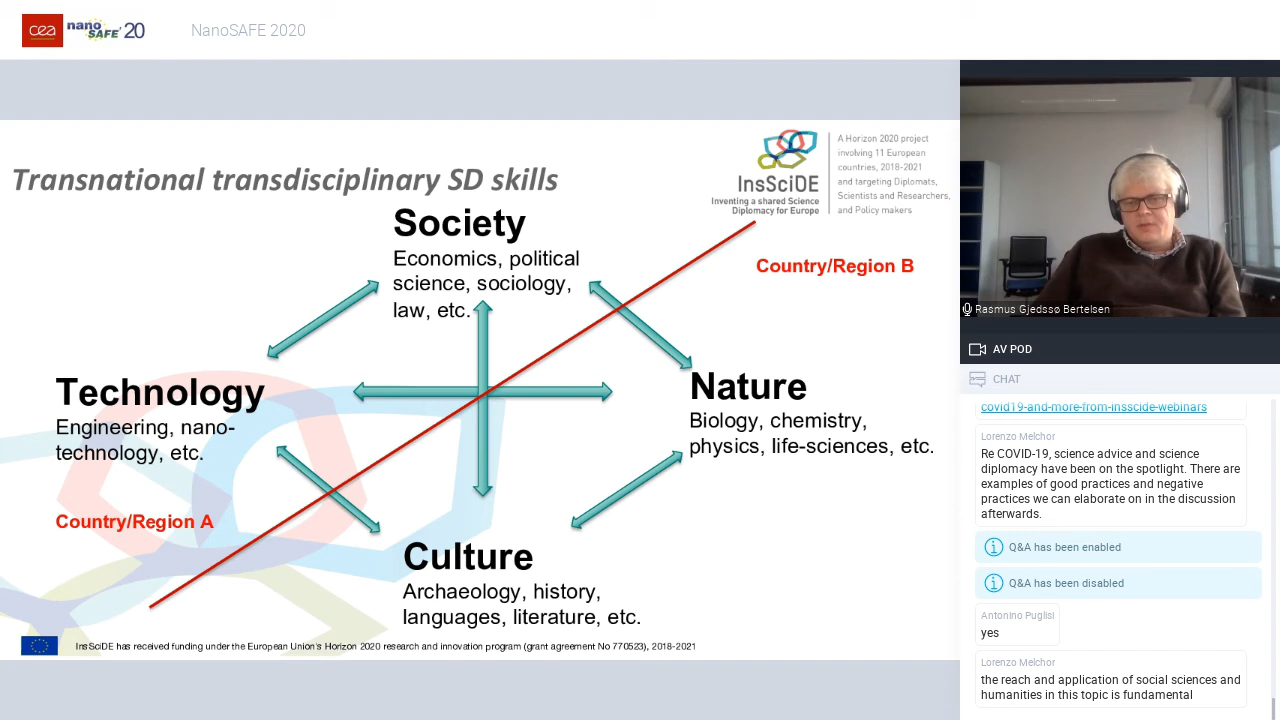 cea nano SAFE 20
NanoSAFE 2020
Transnational transdisciplinary SD skills
InsSciDE
Inventing a shared Science
Diplomacy for Europe
A Horizon 2020 project
involving 11 European
countries, 2018-2021
and targeting Diplomats,
Scientists and Researchers,
and Policy makers
Society
Economics, political
science, sociology,
law, etc.
Country/Region B
Technology
Engineering, nano-
technology, etc.
Nature
Biology, chemistry,
physics, life-sciences, etc.
Country/Region A
Culture
Archaeology, history,
languages, literature, etc.
InsSciDE has received funding under the European Union's Horizon 2020 research and innovation program (grant agreement No 770523), 2018-2021
Rasmus Gjedssø Bertelsen
AV POD
CHAT
covid19-and-more-from-insscide-webinars
Lorenzo Melchor
Re COVID-19, science advice and science
diplomacy have been on the spotlight. There are
examples of good practices and negative
practices we can elaborate on in the discussion
afterwards.
Q&A has been enabled
Q&A has been disabled
Antonino Puglisi
yes
Lorenzo Melchor
the reach and application of social sciences and
humanities in this topic is fundamental